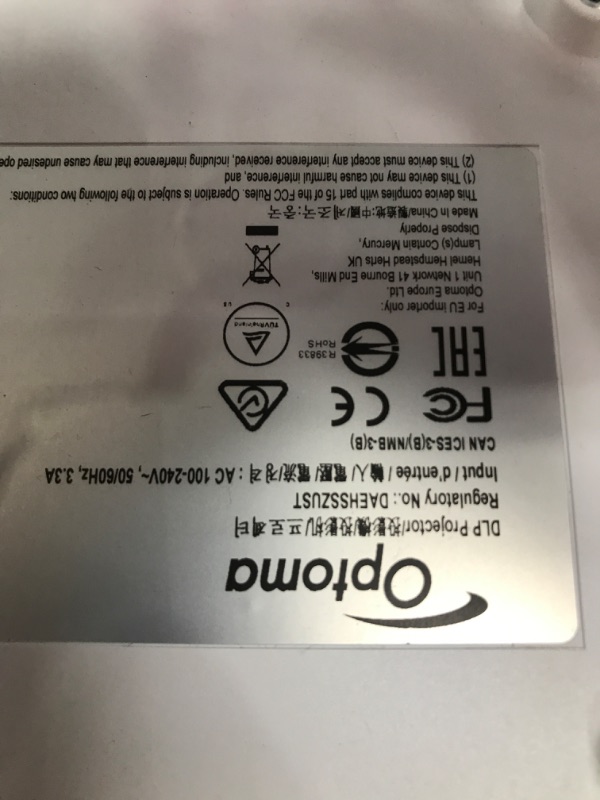 Optoma
DLP Projector/投影機/投影机/프로젝터
Regulatory No.: DAEHSSZUST
Input / d'entrée / 輸入/ 電壓/ 電流/ 정격 : AC 100-240V~, 50/60Hz, 3.3A
CAN ICES-3(B)/NMB-3(B)
FC CE
EAC
R39833
RoHS
TÜVRheinland
C US
For EU importer only:
Optoma Europe Ltd.
Unit 1 Network 41 Bourne End Mills,
Hemel Hempstead Herts UK
Lamp(s) Contain Mercury,
Dispose Properly
Made in China/製造地:中國/제조국:중국
This device complies with part 15 of the FCC Rules. Operation is subject to the following two conditions:
(1) This device may not cause harmful interference, and
(2) This device must accept any interference received, including interference that may cause undesired ope